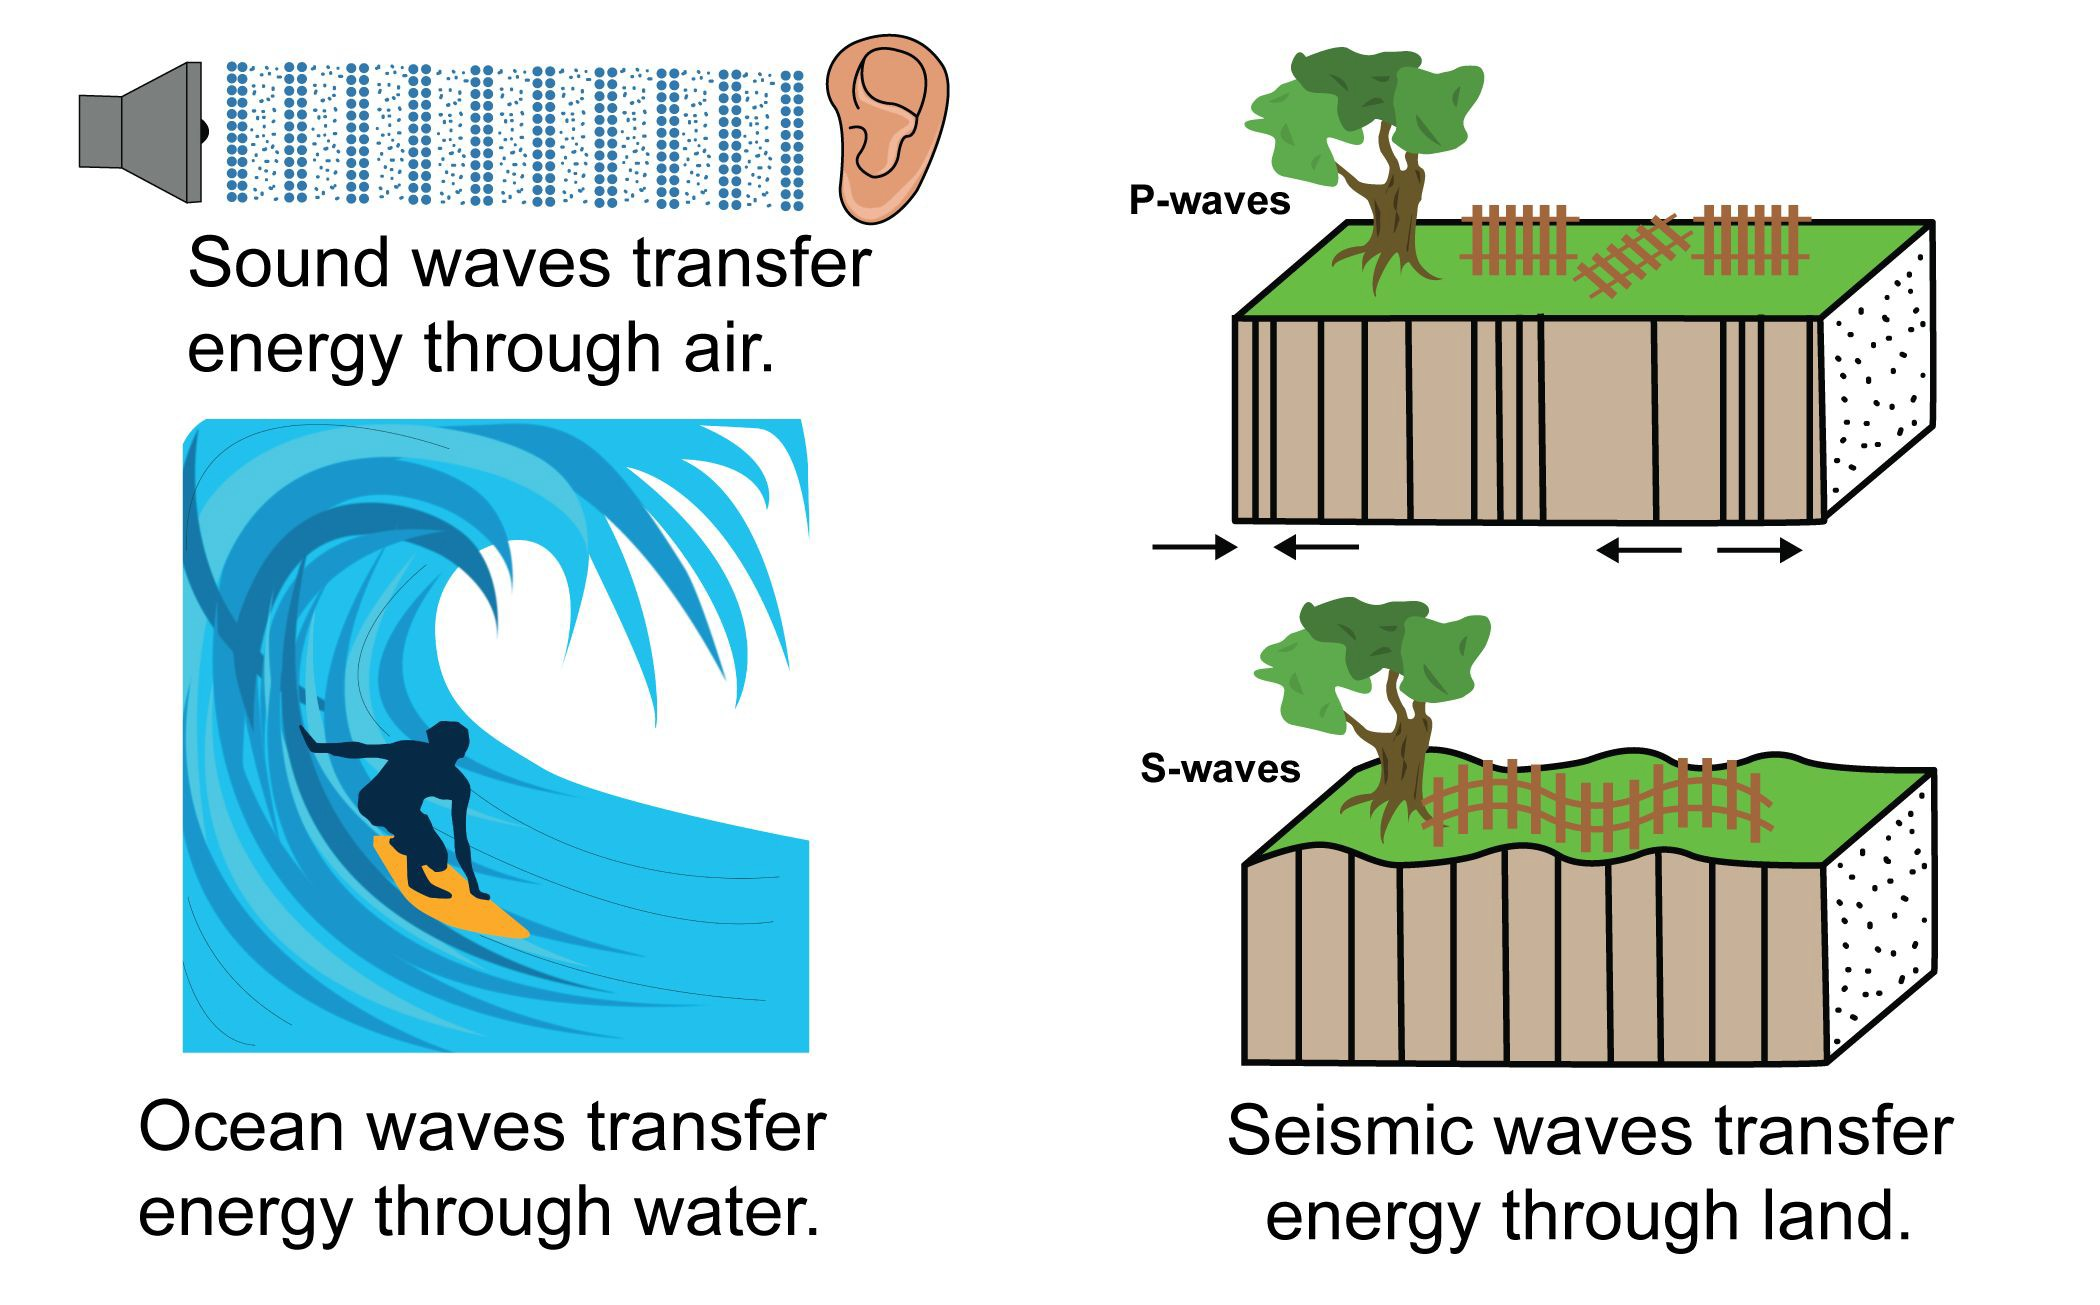 Sound waves transfer
energy through air.
Ocean waves transfer
energy through water.
P-waves
S-waves
Seismic waves transfer
energy through land.